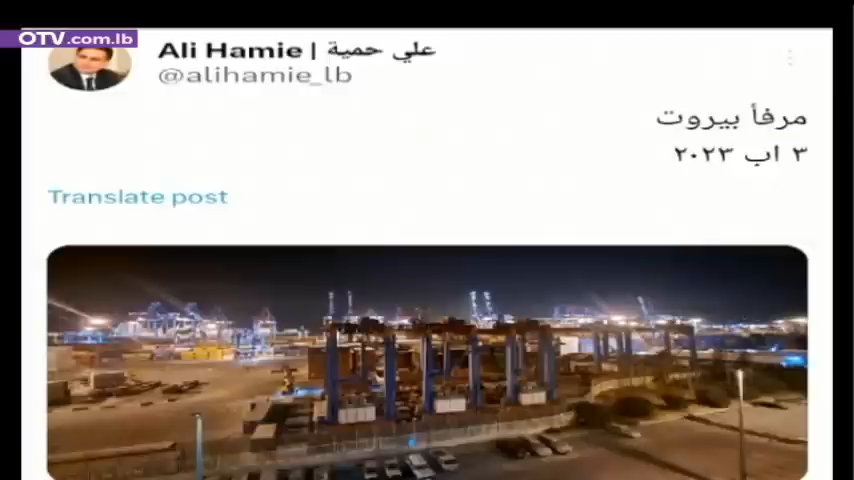 OTV.com.lb
Ali Hamie | علي حمية
@alihamie_lb
مرفأ بيروت
٣ اب ٢٠٢٣
Translate post